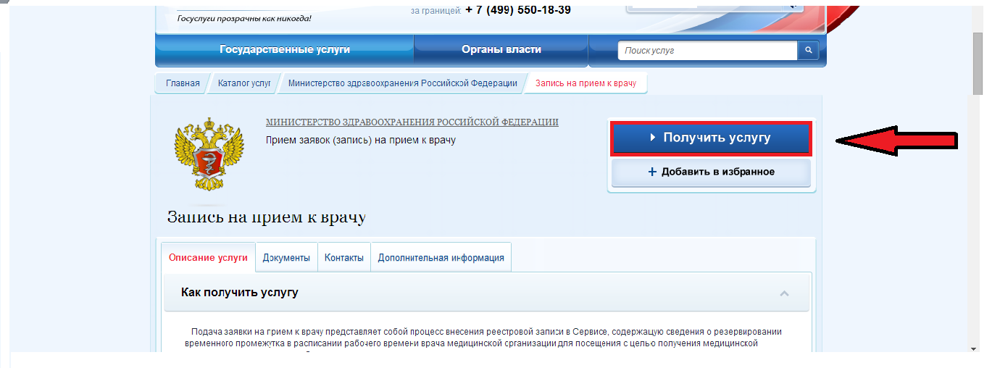 Госуслуги прозрачны как никогда!
за границей: + 7 (499) 550-18-39
Государственные услуги
Органы власти
Поиск услуг
Главная
Каталог услуг
Министерство здравоохранения Российской Федерации
Запись на прием к врачу
МИНИСТЕРСТВО ЗДРАВООХРАНЕНИЯ РОССИЙСКОЙ ФЕДЕРАЦИИ
Прием заявок (запись) на прием к врачу
Получить услугу
+ Добавить в избранное
Запись на прием к врачу
Описание услуги
Документы
Контакты
Дополнительная информация
Как получить услугу
Подача заявки на прием к врачу представляет собой процесс внесения реестровой записи в Сервисе, содержащую сведения о резервировании
временного промежутка в расписании рабочего времени врача медицинской организации для посещения с целью получения медицинской